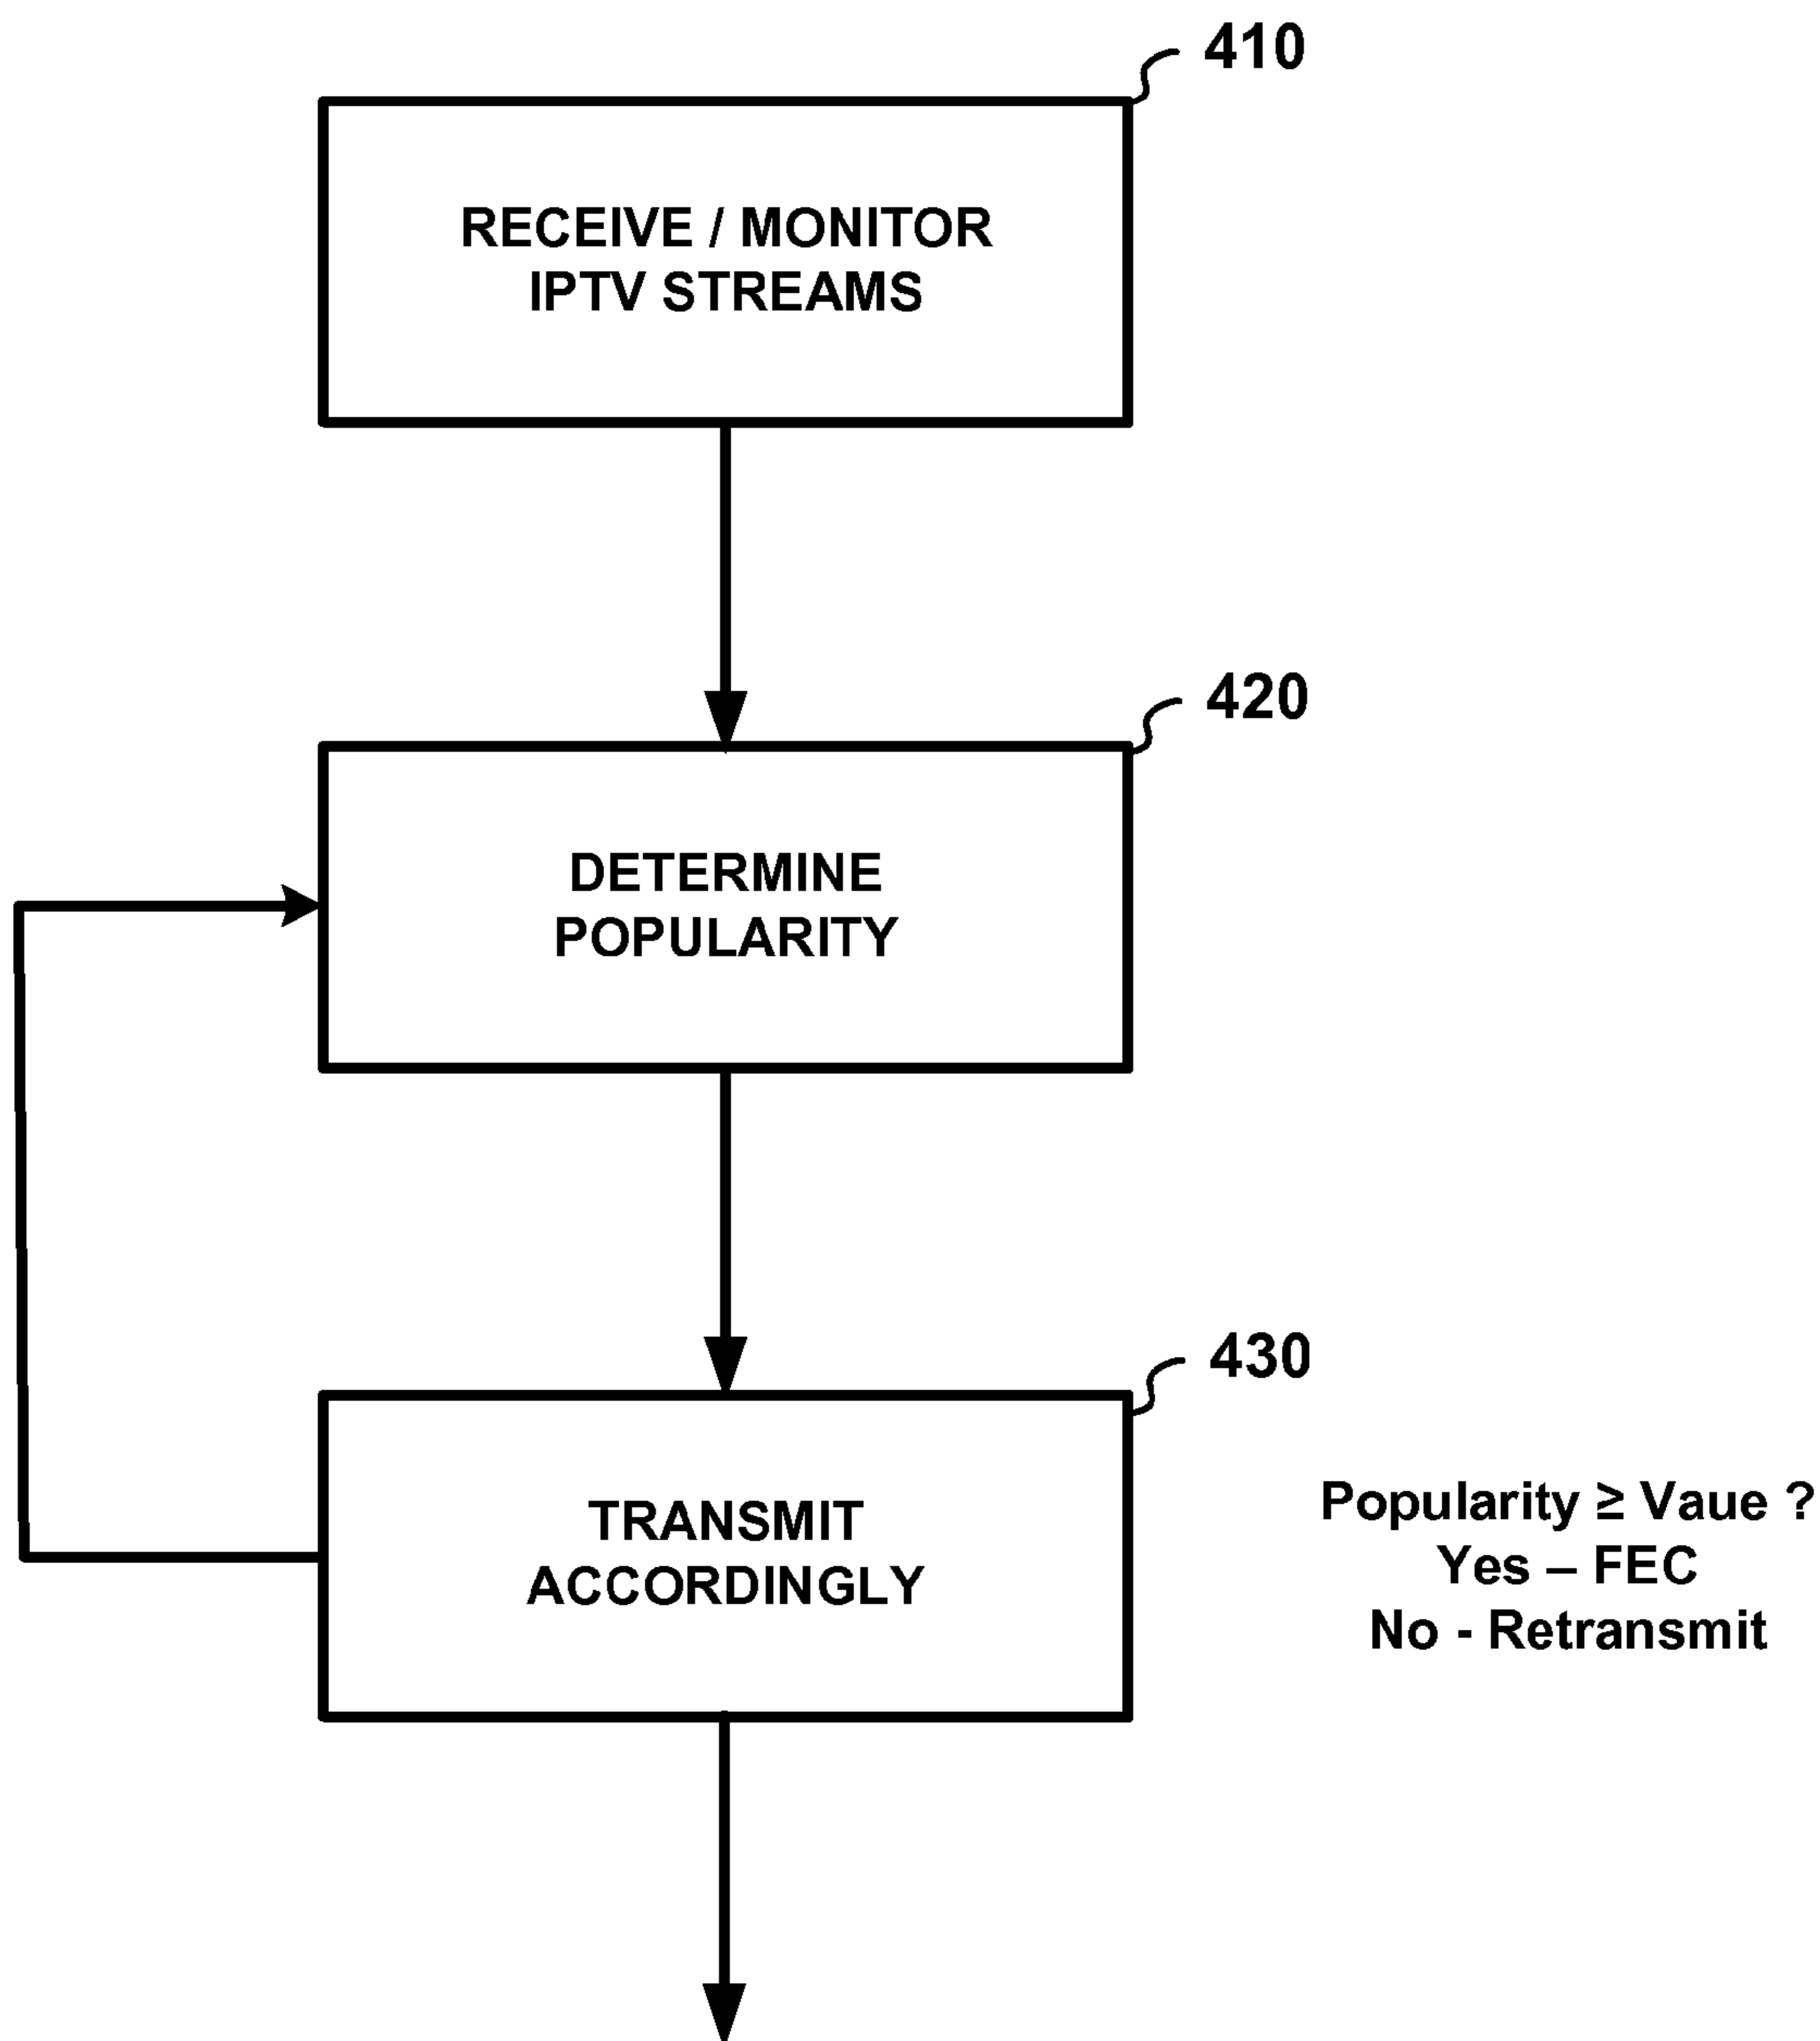 410
RECEIVE / MONITOR
IPTV STREAMS
420
DETERMINE
POPULARITY
430
TRANSMIT
ACCORDINGLY
Popularity ≥ Vaue ?
Yes – FEC
No - Retransmit